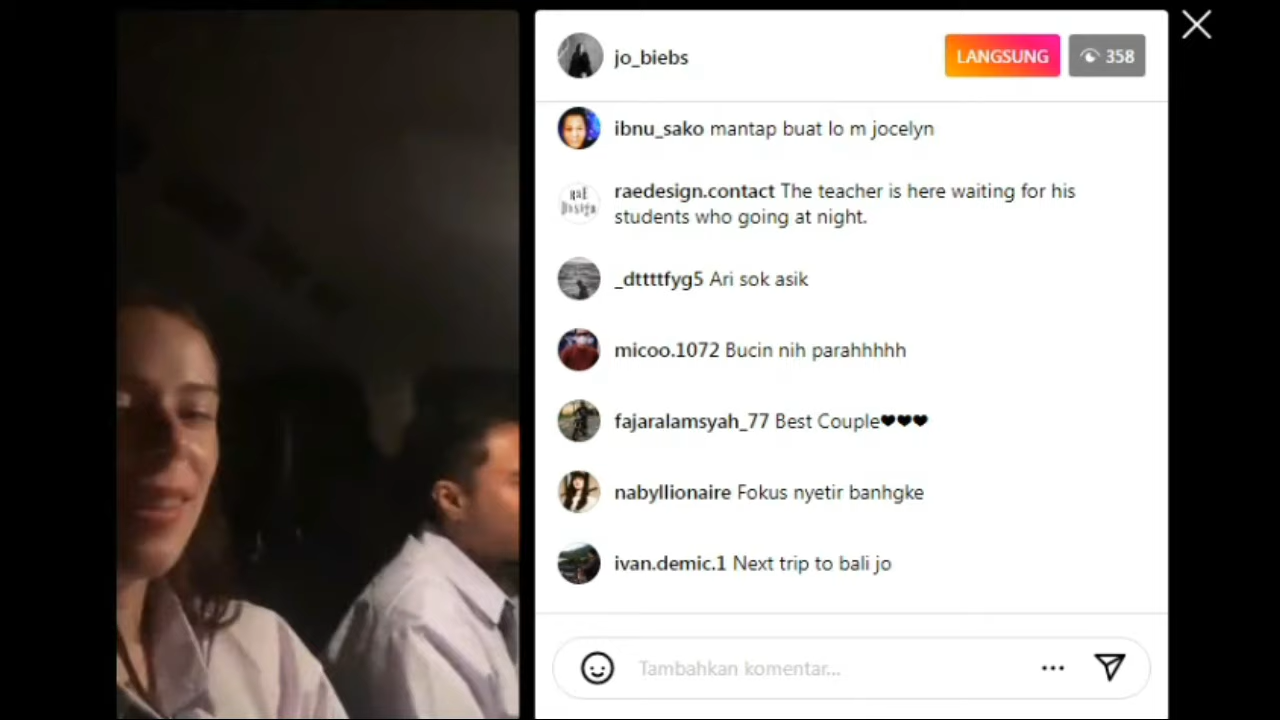 jo_biebs
LANGSUNG
358
ibnu_sako mantap buat lo m jocelyn
raedesign.contact The teacher is here waiting for his
students who going at night.
RaE
Design
_dttttfyg5 Ari sok asik
micoo.1072 Bucin nih parahhhhh
fajaralamsyah_77 Best Couple❤❤❤
nabyllionaire Fokus nyetir banhgke
ivan.demic.1 Next trip to bali jo
Tambahkan komentar...